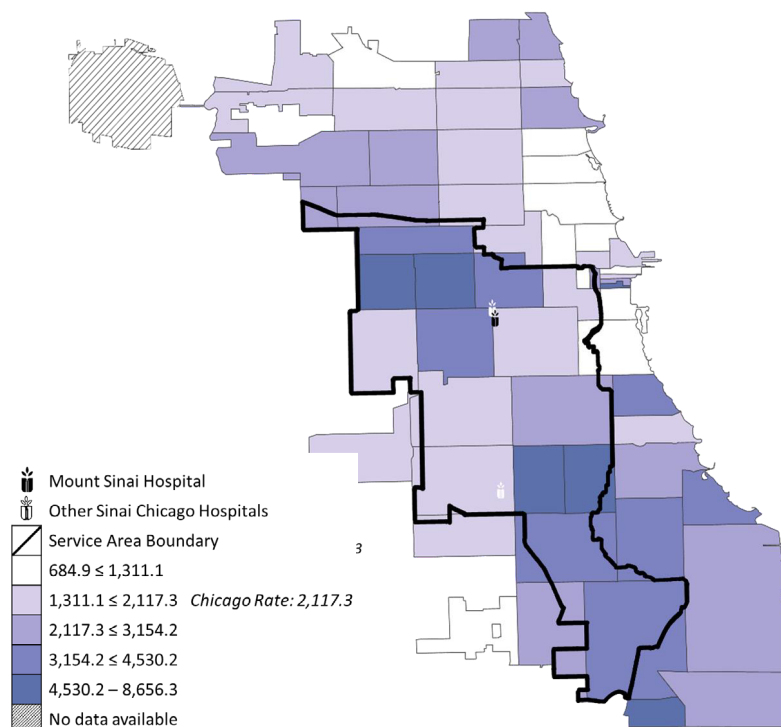 Mount Sinai Hospital
Other Sinai Chicago Hospitals
3
Service Area Boundary
684.9 ≤ 1,311.1
1,311.1 ≤ 2,117.3 Chicago Rate: 2,117.3
2,117.3 ≤ 3,154.2
3,154.2 ≤ 4,530.2
4,530.2 – 8,656.3
No data available